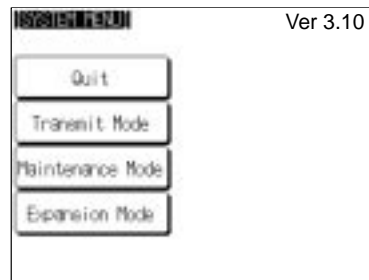 [SYSTEM MENU]
Ver 3.10
Quit
Transmit Mode
Maintenance Mode
Expansion Mode